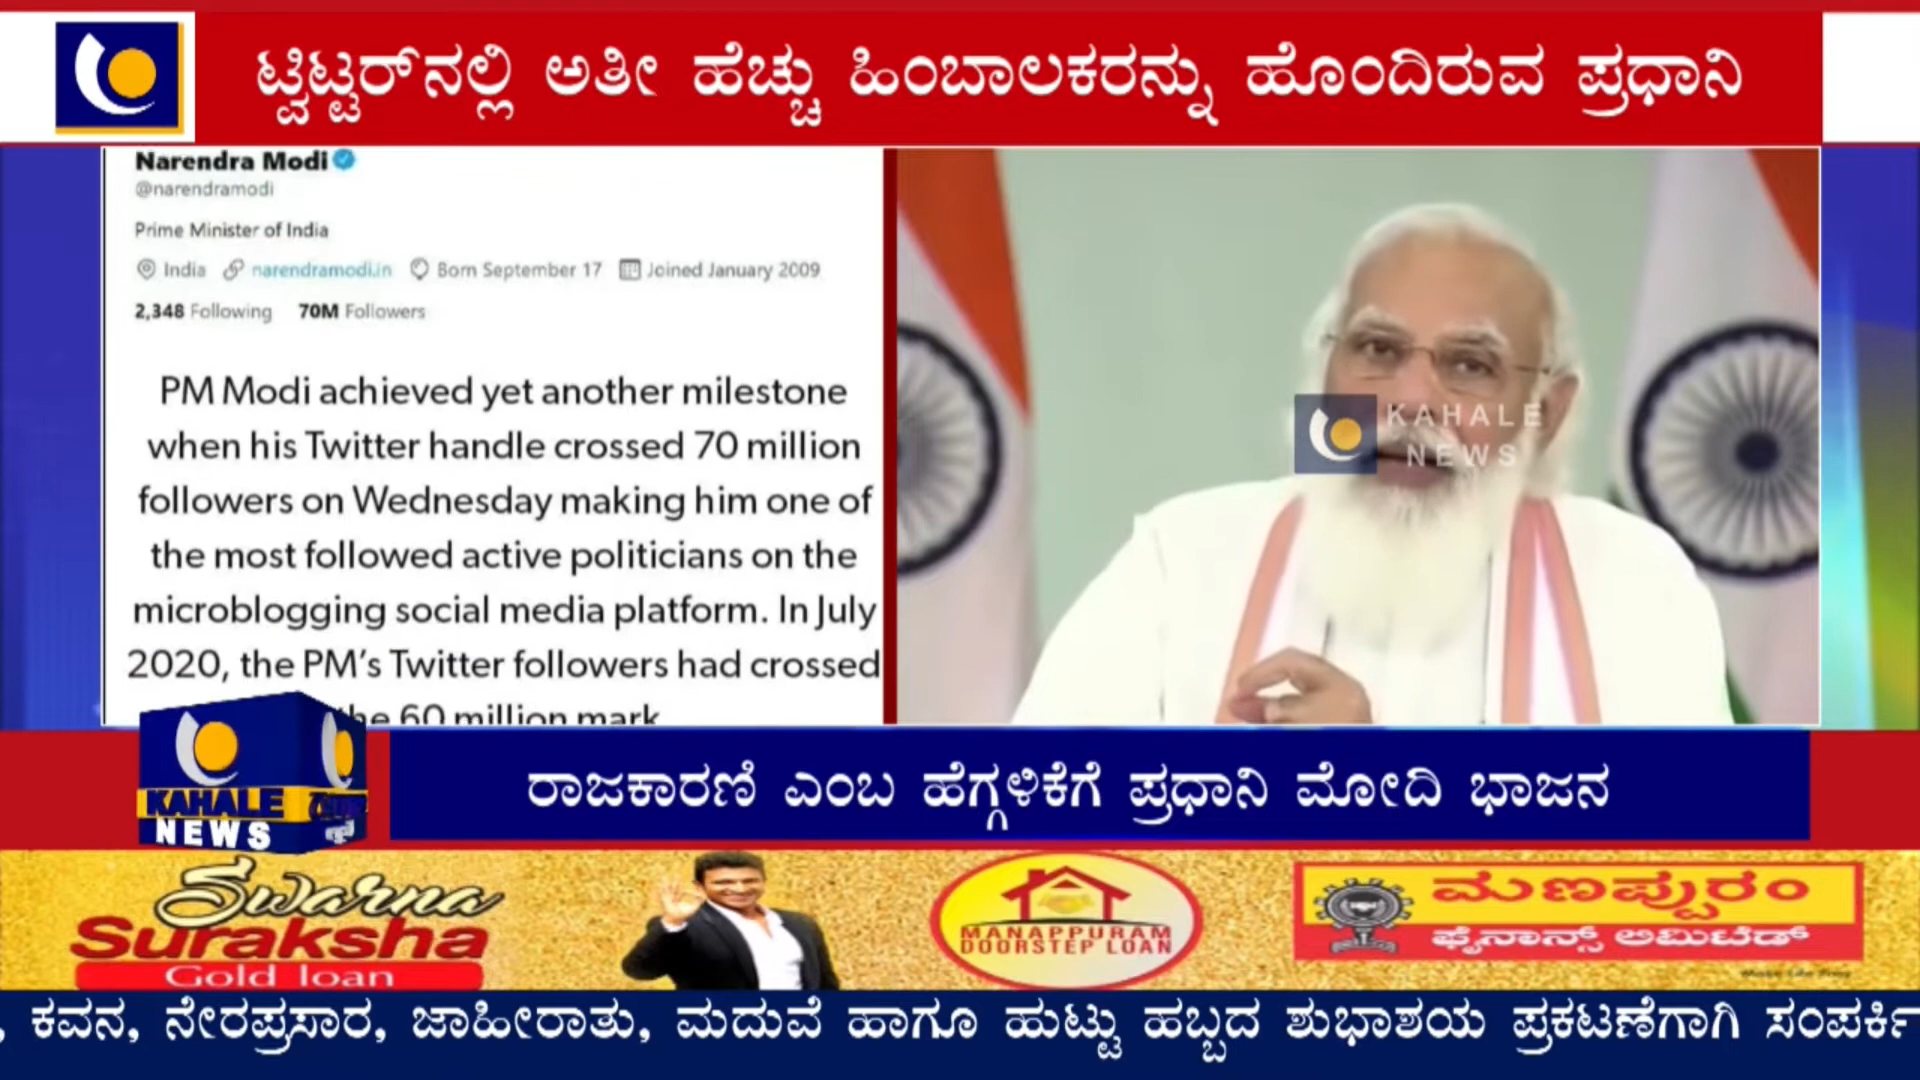 ಟ್ವಿಟ್ಟರ್‌ನಲ್ಲಿ ಅತೀ ಹೆಚ್ಚು ಹಿಂಬಾಲಕರನ್ನು ಹೊಂದಿರುವ ಪ್ರಧಾನಿ
Narendra Modi
@narendramodi
Prime Minister of India
India narendramodi.in Born September 17 Joined January 2009
2,348 Following 70M Followers
PM Modi achieved yet another milestone
when his Twitter handle crossed 70 million
followers on Wednesday making him one of
the most followed active politicians on the
microblogging social media platform. In July
2020, the PM's Twitter followers had crossed
the 60 million mark
KAHALE
NEWS
KAHALE
NEWS
ರಾಜಕಾರಣಿ ಎಂಬ ಹೆಗ್ಗಳಿಕೆಗೆ ಪ್ರಧಾನಿ ಮೋದಿ ಭಾಜನ
Swarna
Suraksha
Gold loan
MANAPPURAM
DOORSTEP LOAN
ಮಣಪ್ಪುರಂ
ಫೈನಾನ್ಸ್ ಲಿಮಿಟೆಡ್
, ಕವನ, ನೇರಪ್ರಸಾರ, ಜಾಹೀರಾತು, ಮದುವೆ ಹಾಗೂ ಹುಟ್ಟು ಹಬ್ಬದ ಶುಭಾಶಯ ಪ್ರಕಟಣೆಗಾಗಿ ಸಂಪರ್ಕಿ